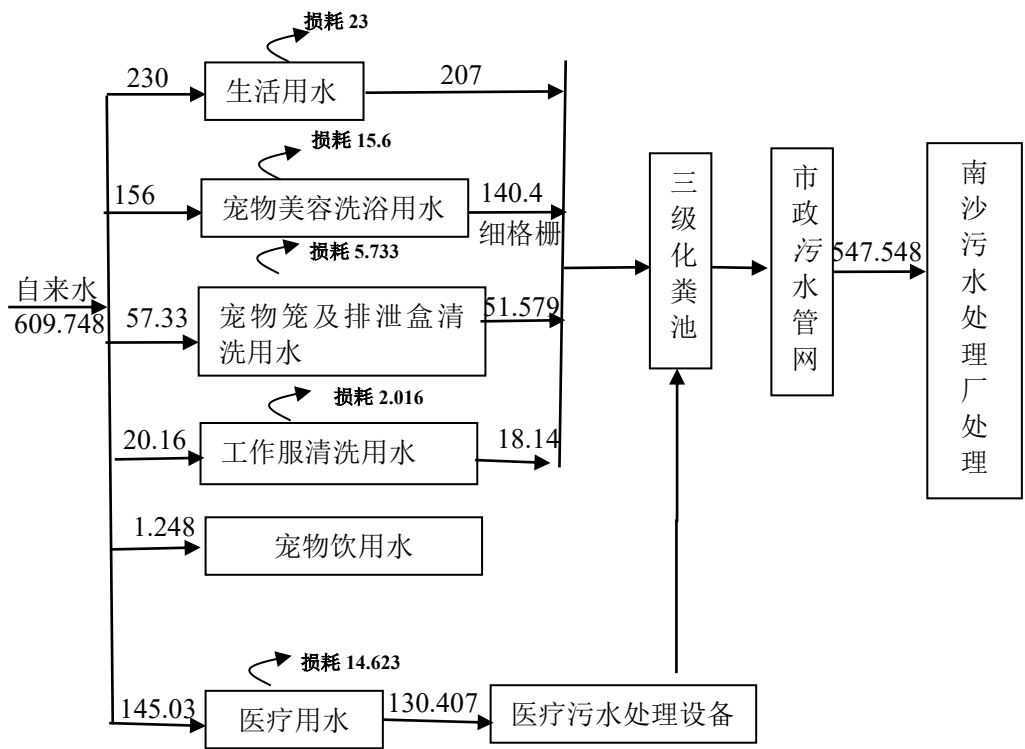 损耗 23
230
生活用水
207
损耗 15.6
156
宠物美容洗浴用水
140.4
细格栅
损耗 5.733
自来水
609.748
57.33
宠物笼及排泄盒清
洗用水
51.579
损耗 2.016
20.16
工作服清洗用水
18.14
1.248
宠物饮用水
损耗 14.623
145.03
医疗用水
130.407
医疗污水处理设备
三级化粪池
市政污水管网
547.548
南沙污水处理厂处理